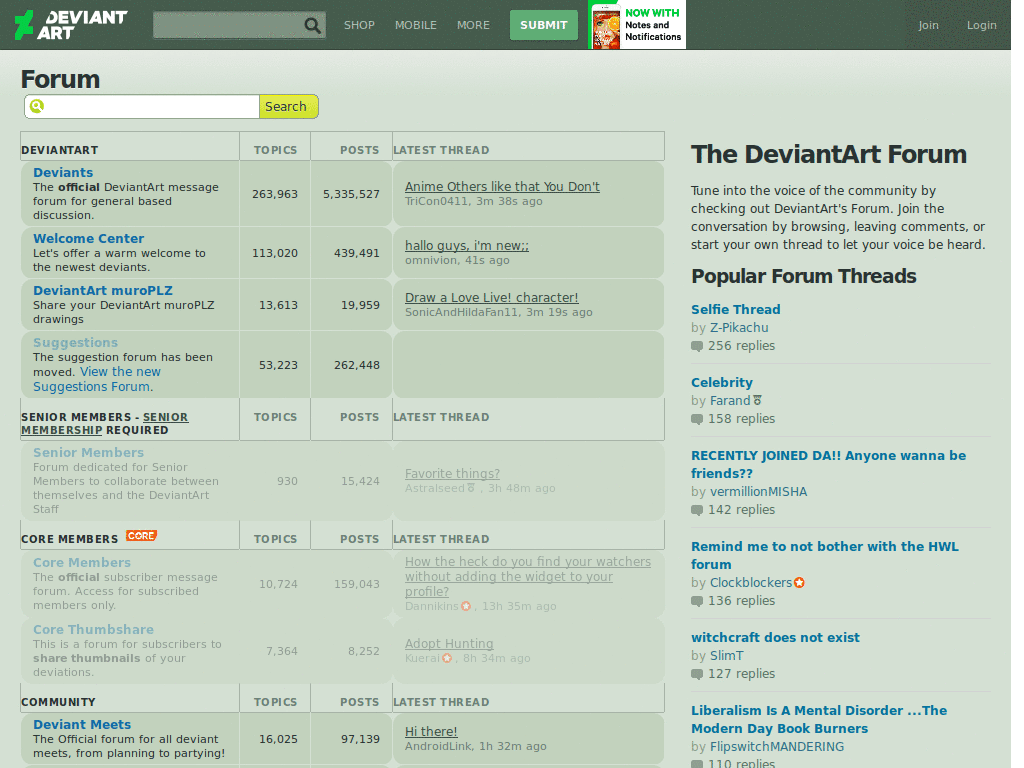 DEVIANT
ART
SHOP
MOBILE
MORE
SUBMIT
NOW WITH
Notes and
Notifications
Join
Login
Forum
Search
DEVIANTART TOPICS POSTS LATEST THREAD
Deviants
The official DeviantArt message
forum for general based
discussion.
263,963
5,335,527
Anime Others like that You Don't
TriCon0411, 3m 38s ago
Welcome Center
Let's offer a warm welcome to
the newest deviants.
113,020
439,491
hallo guys, i'm new;;
omnivion, 41s ago
DeviantArt muroPLZ
Share your DeviantArt muroPLZ
drawings
13,613
19,959
Draw a Love Live! character!
SonicAndHildaFan11, 3m 19s ago
Suggestions
The suggestion forum has been
moved. View the new
Suggestions Forum.
53,223
262,448
SENIOR MEMBERS - SENIOR
MEMBERSHIP REQUIRED
TOPICS POSTS LATEST THREAD
Senior Members
Forum dedicated for Senior
Members to collaborate between
themselves and the DeviantArt
Staff
930
15,424
Favorite things?
Astralseed , 3h 48m ago
CORE MEMBERS CORE TOPICS POSTS LATEST THREAD
Core Members
The official subscriber message
forum. Access for subscribed
members only.
10,724
159,043
How the heck do you find your watchers
without adding the widget to your
profile?
Dannikins , 13h 35m ago
Core Thumbshare
This is a forum for subscribers to
share thumbnails of your
deviations.
7,364
8,252
Adopt Hunting
Kuerai , 8h 34m ago
COMMUNITY TOPICS POSTS LATEST THREAD
Deviant Meets
The Official forum for all deviant
meets, from planning to partying!
16,025
97,139
Hi there!
AndroidLink, 1h 32m ago
The DeviantArt Forum
Tune into the voice of the community by
checking out DeviantArt's Forum. Join the
conversation by browsing, leaving comments, or
start your own thread to let your voice be heard.
Popular Forum Threads
Selfie Thread
by Z-Pikachu
256 replies
Celebrity
by Farand
158 replies
RECENTLY JOINED DA!! Anyone wanna be
friends??
by vermillionMISHA
142 replies
Remind me to not bother with the HWL
forum
by Clockblockers
136 replies
witchcraft does not exist
by SlimT
127 replies
Liberalism Is A Mental Disorder ...The
Modern Day Book Burners
by FlipswitchMANDERING
110 replies